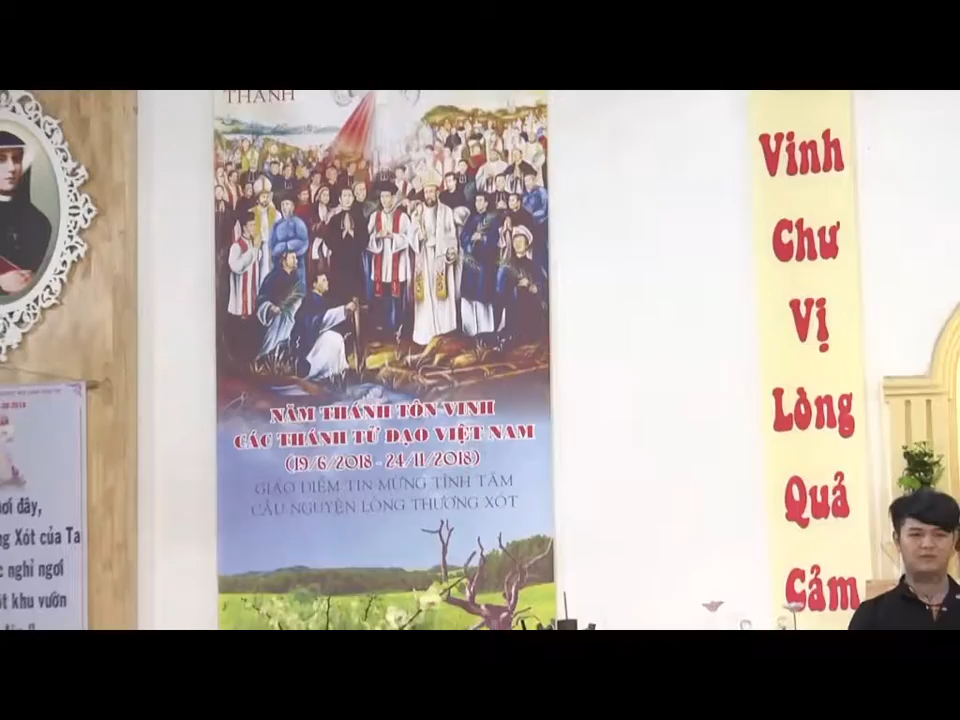 THÁNH
NĂM THÁNH TÔN VINH
CÁC THÁNH TỬ ĐẠO VIỆT NAM
(19/6/2018 - 24/11/2018)
GIÁO ĐIỂM TIN MỪNG TĨNH TÂM
CẦU NGUYỆN LÒNG THƯƠNG XÓT
Vinh
Chư
Vị
Lòng
Quả
Cảm
đây,
Xót của Ta
nghỉ ngơi
khu vườn